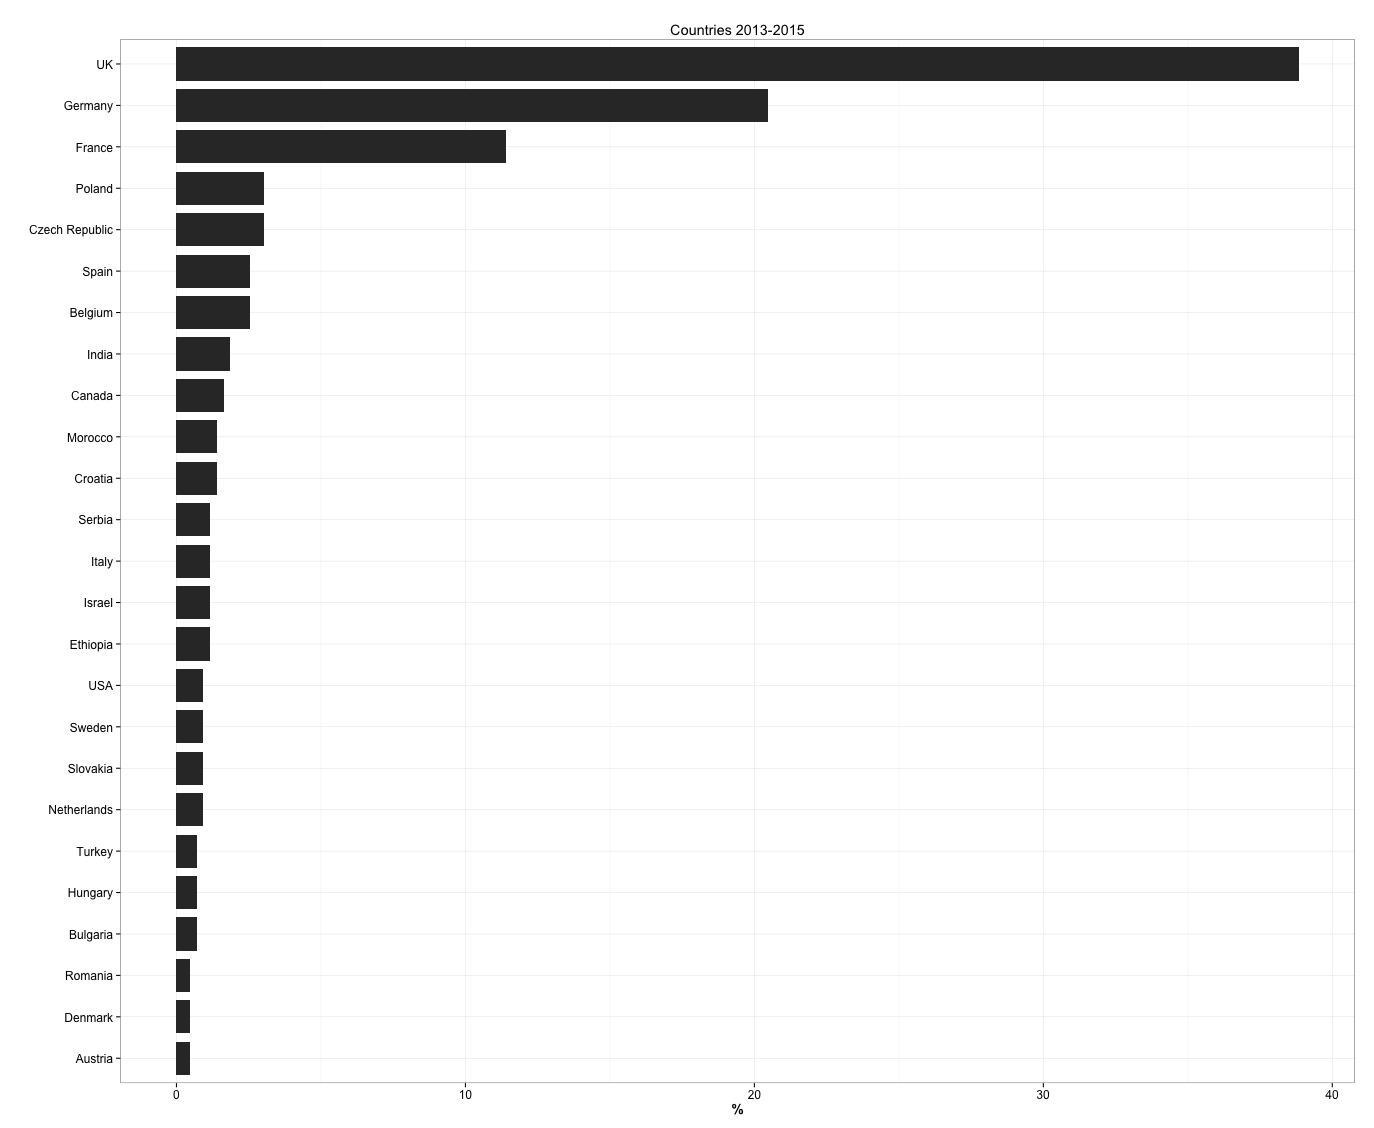 Countries 2013-2015
UK
Germany
France
Poland
Czech Republic
Spain
Belgium
India
Canada
Morocco
Croatia
Serbia
Italy
Israel
Ethiopia
USA
Sweden
Slovakia
Netherlands
Turkey
Hungary
Bulgaria
Romania
Denmark
Austria
0 10 20 30 40
%